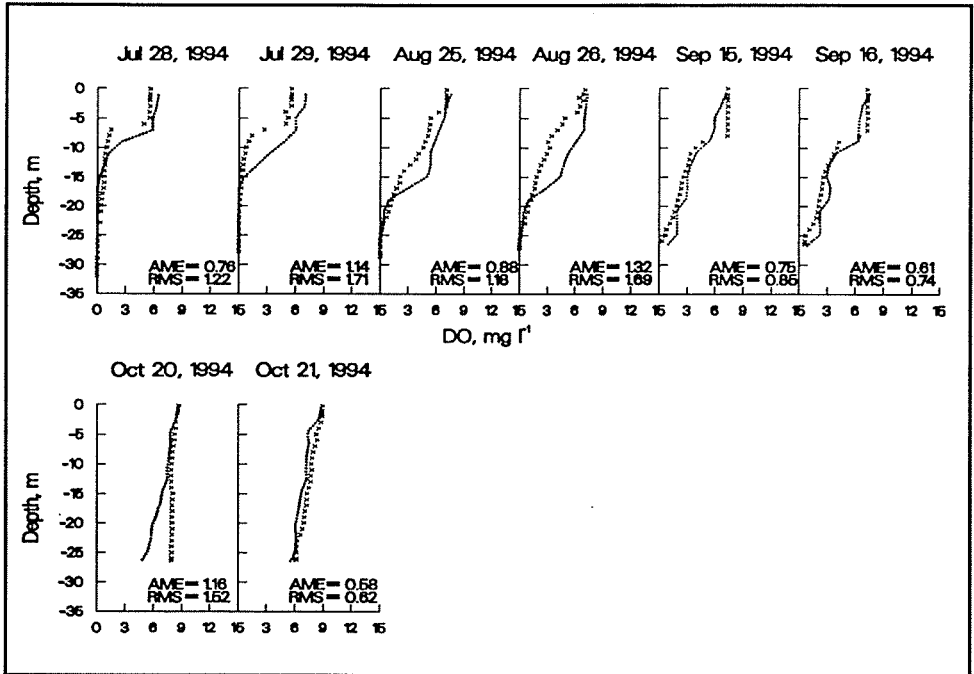 Jul 28, 1994 Jul 29, 1994 Aug 25, 1994 Aug 26, 1994 Sep 15, 1994 Sep 16, 1994
0
-5
-10
-15
-20
-25
-30
-35
Depth, m
AME = 0.76 AME = 1.14 AME = 0.88 AME = 1.32 AME = 0.75 AME = 0.61
RMS = 1.22 RMS = 1.71 RMS = 1.18 RMS = 1.69 RMS = 0.85 RMS = 0.74
0 3 6 9 12 15 3 6 9 12 15 3 6 9 12 15 3 6 9 12 15 3 6 9 12 15 3 6 9 12 15
DO, mg l⁻¹
Oct 20, 1994 Oct 21, 1994
0
-5
-10
-15
-20
-25
-30
-35
Depth, m
AME = 1.16 AME = 0.58
RMS = 1.52 RMS = 0.62
0 3 6 9 12 15 3 6 9 12 15